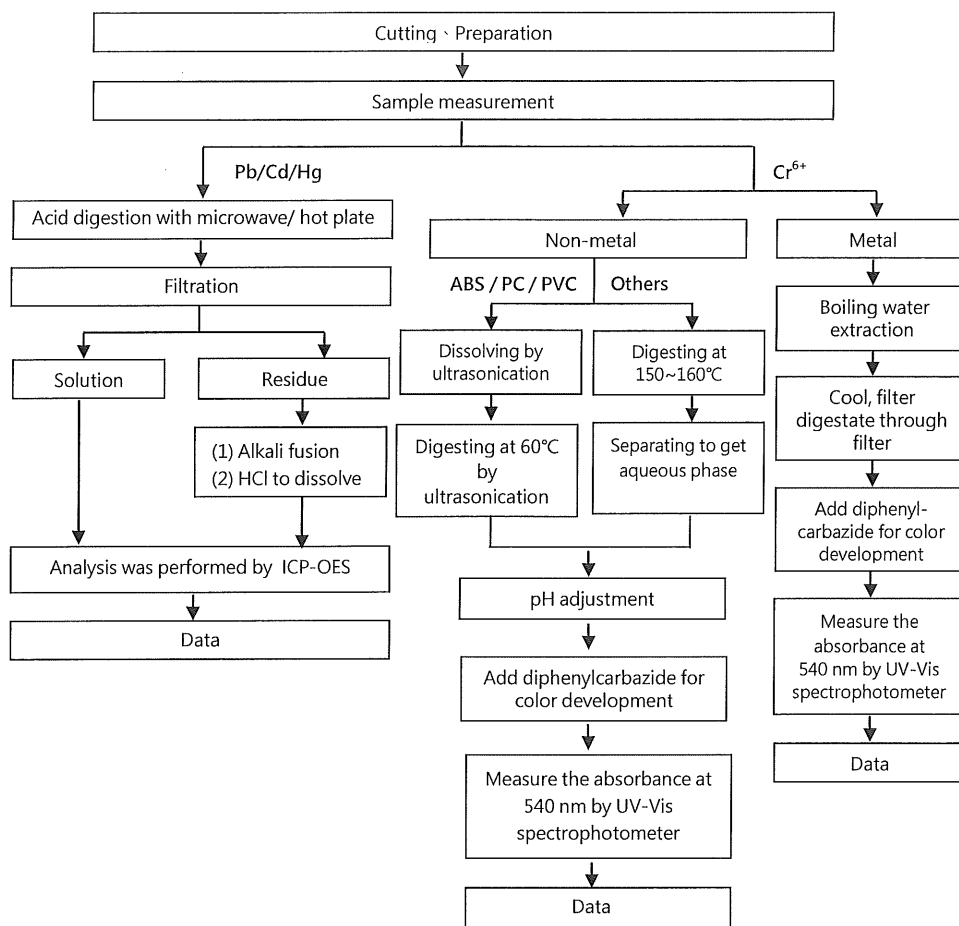 Cutting、Preparation
Sample measurement
Pb/Cd/Hg
Cr⁶⁺
Acid digestion with microwave/ hot plate
Filtration
Solution
Residue
(1) Alkali fusion
(2) HCl to dissolve
Analysis was performed by ICP-OES
Data
Non-metal
ABS / PC / PVC
Others
Dissolving by
ultrasonication
Digesting at 60℃
by
ultrasonication
Digesting at
150~160℃
Separating to get
aqueous phase
pH adjustment
Add diphenylcarbazide for
color development
Measure the absorbance at
540 nm by UV-Vis
spectrophotometer
Data
Metal
Boiling water
extraction
Cool, filter
digestate through
filter
Add diphenyl-
carbazide for color
development
Measure the
absorbance at
540 nm by UV-Vis
spectrophotometer
Data